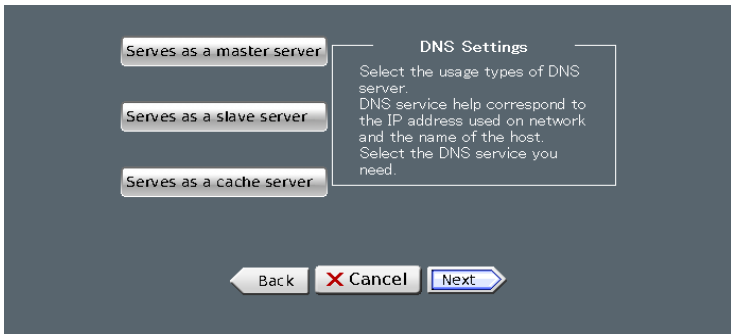 Serves as a master server
Serves as a slave server
Serves as a cache server
DNS Settings
Select the usage types of DNS
server.
DNS service help correspond to
the IP address used on network
and the name of the host.
Select the DNS service you
need.
Back
Cancel
Next